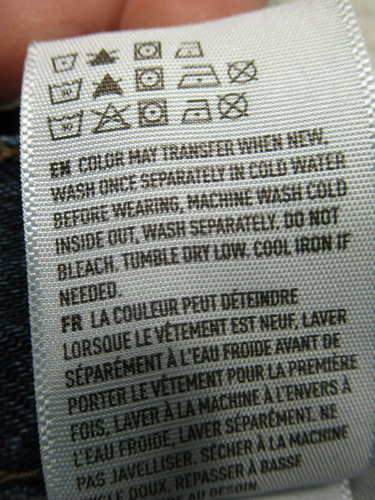 EN COLOR MAY TRANSFER WHEN NEW,
WASH ONCE SEPARATELY IN COLD WATER
BEFORE WEARING, MACHINE WASH COLD
INSIDE OUT, WASH SEPARATELY. DO NOT
BLEACH. TUMBLE DRY LOW. COOL IRON IF
NEEDED.
FR LA COULEUR PEUT DÉTEINDRE
LORSQUE LE VÊTEMENT EST NEUF, LAVER
SÉPARÉMENT À L'EAU FROIDE AVANT DE
PORTER LE VÊTEMENT POUR LA PREMIÈRE
FOIS, LAVER À LA MACHINE À L'ENVERS À
L'EAU FROIDE, LAVER SÉPARÉMENT. NE
PAS JAVELLISER. SÉCHER À LA MACHINE
DOUX. REPASSER À BASSE